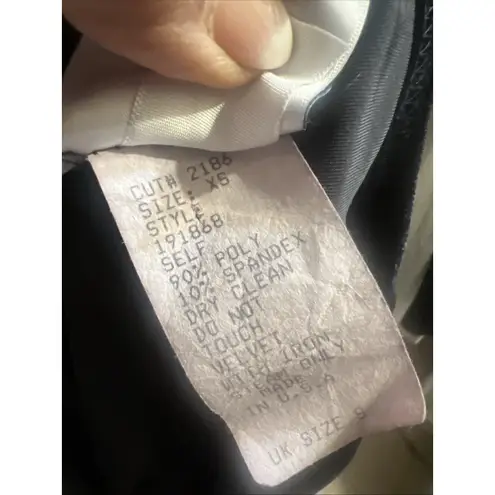 CUT# 2186
SIZE: XS
STYLE
191868
SELF
90% POLY
10% SPANDEX
DRY CLEAN
DO NOT
TOUCH
VELVET
WITH IRON
STEAM ONLY
MADE
IN U.S.A
UK SIZE S